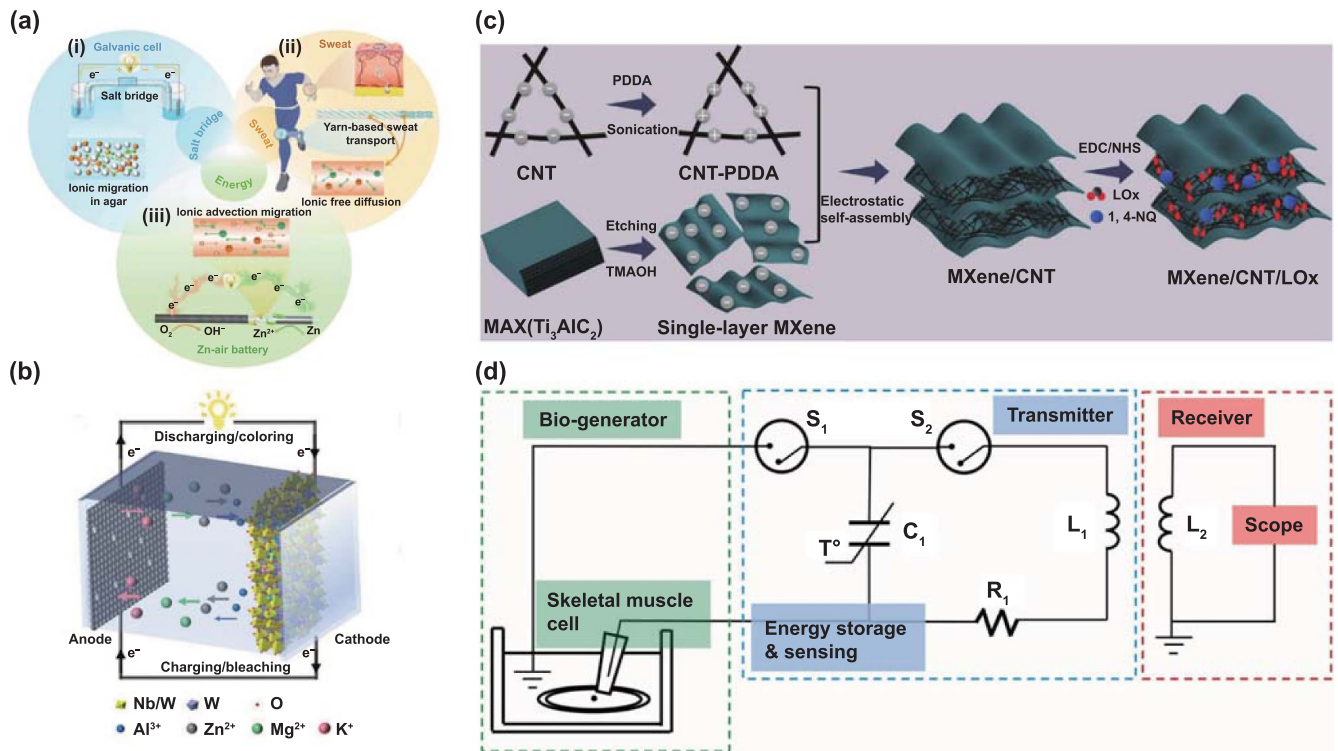 (a)
(i)
Galvanic cell
e⁻
e⁻
Salt bridge
Ionic migration
in agar
Salt bridge
Sweat
Energy
(ii)
Sweat
Yarn-based sweat
transport
Ionic free diffusion
(iii)
Ionic advection migration
e⁻
e⁻
e⁻
e⁻
e⁻
e⁻
O₂
OH⁻
Zn²⁺
Zn
Zn-air battery
(b)
Discharging/coloring
e⁻
e⁻
Anode
Cathode
e⁻
e⁻
Charging/bleaching
Nb/W
W
O
Al³⁺
Zn²⁺
Mg²⁺
K⁺
(c)
PDDA
Sonication
CNT
CNT-PDDA
Etching
TMAOH
MAX(Ti₃AlC₂)
Single-layer MXene
Electrostatic
self-assembly
MXene/CNT
EDC/NHS
LOx
1, 4-NQ
MXene/CNT/LOx
(d)
Bio-generator
Skeletal muscle
cell
S₁
S₂
Transmitter
T°
C₁
L₁
R₁
Energy storage
& sensing
Receiver
L₂
Scope